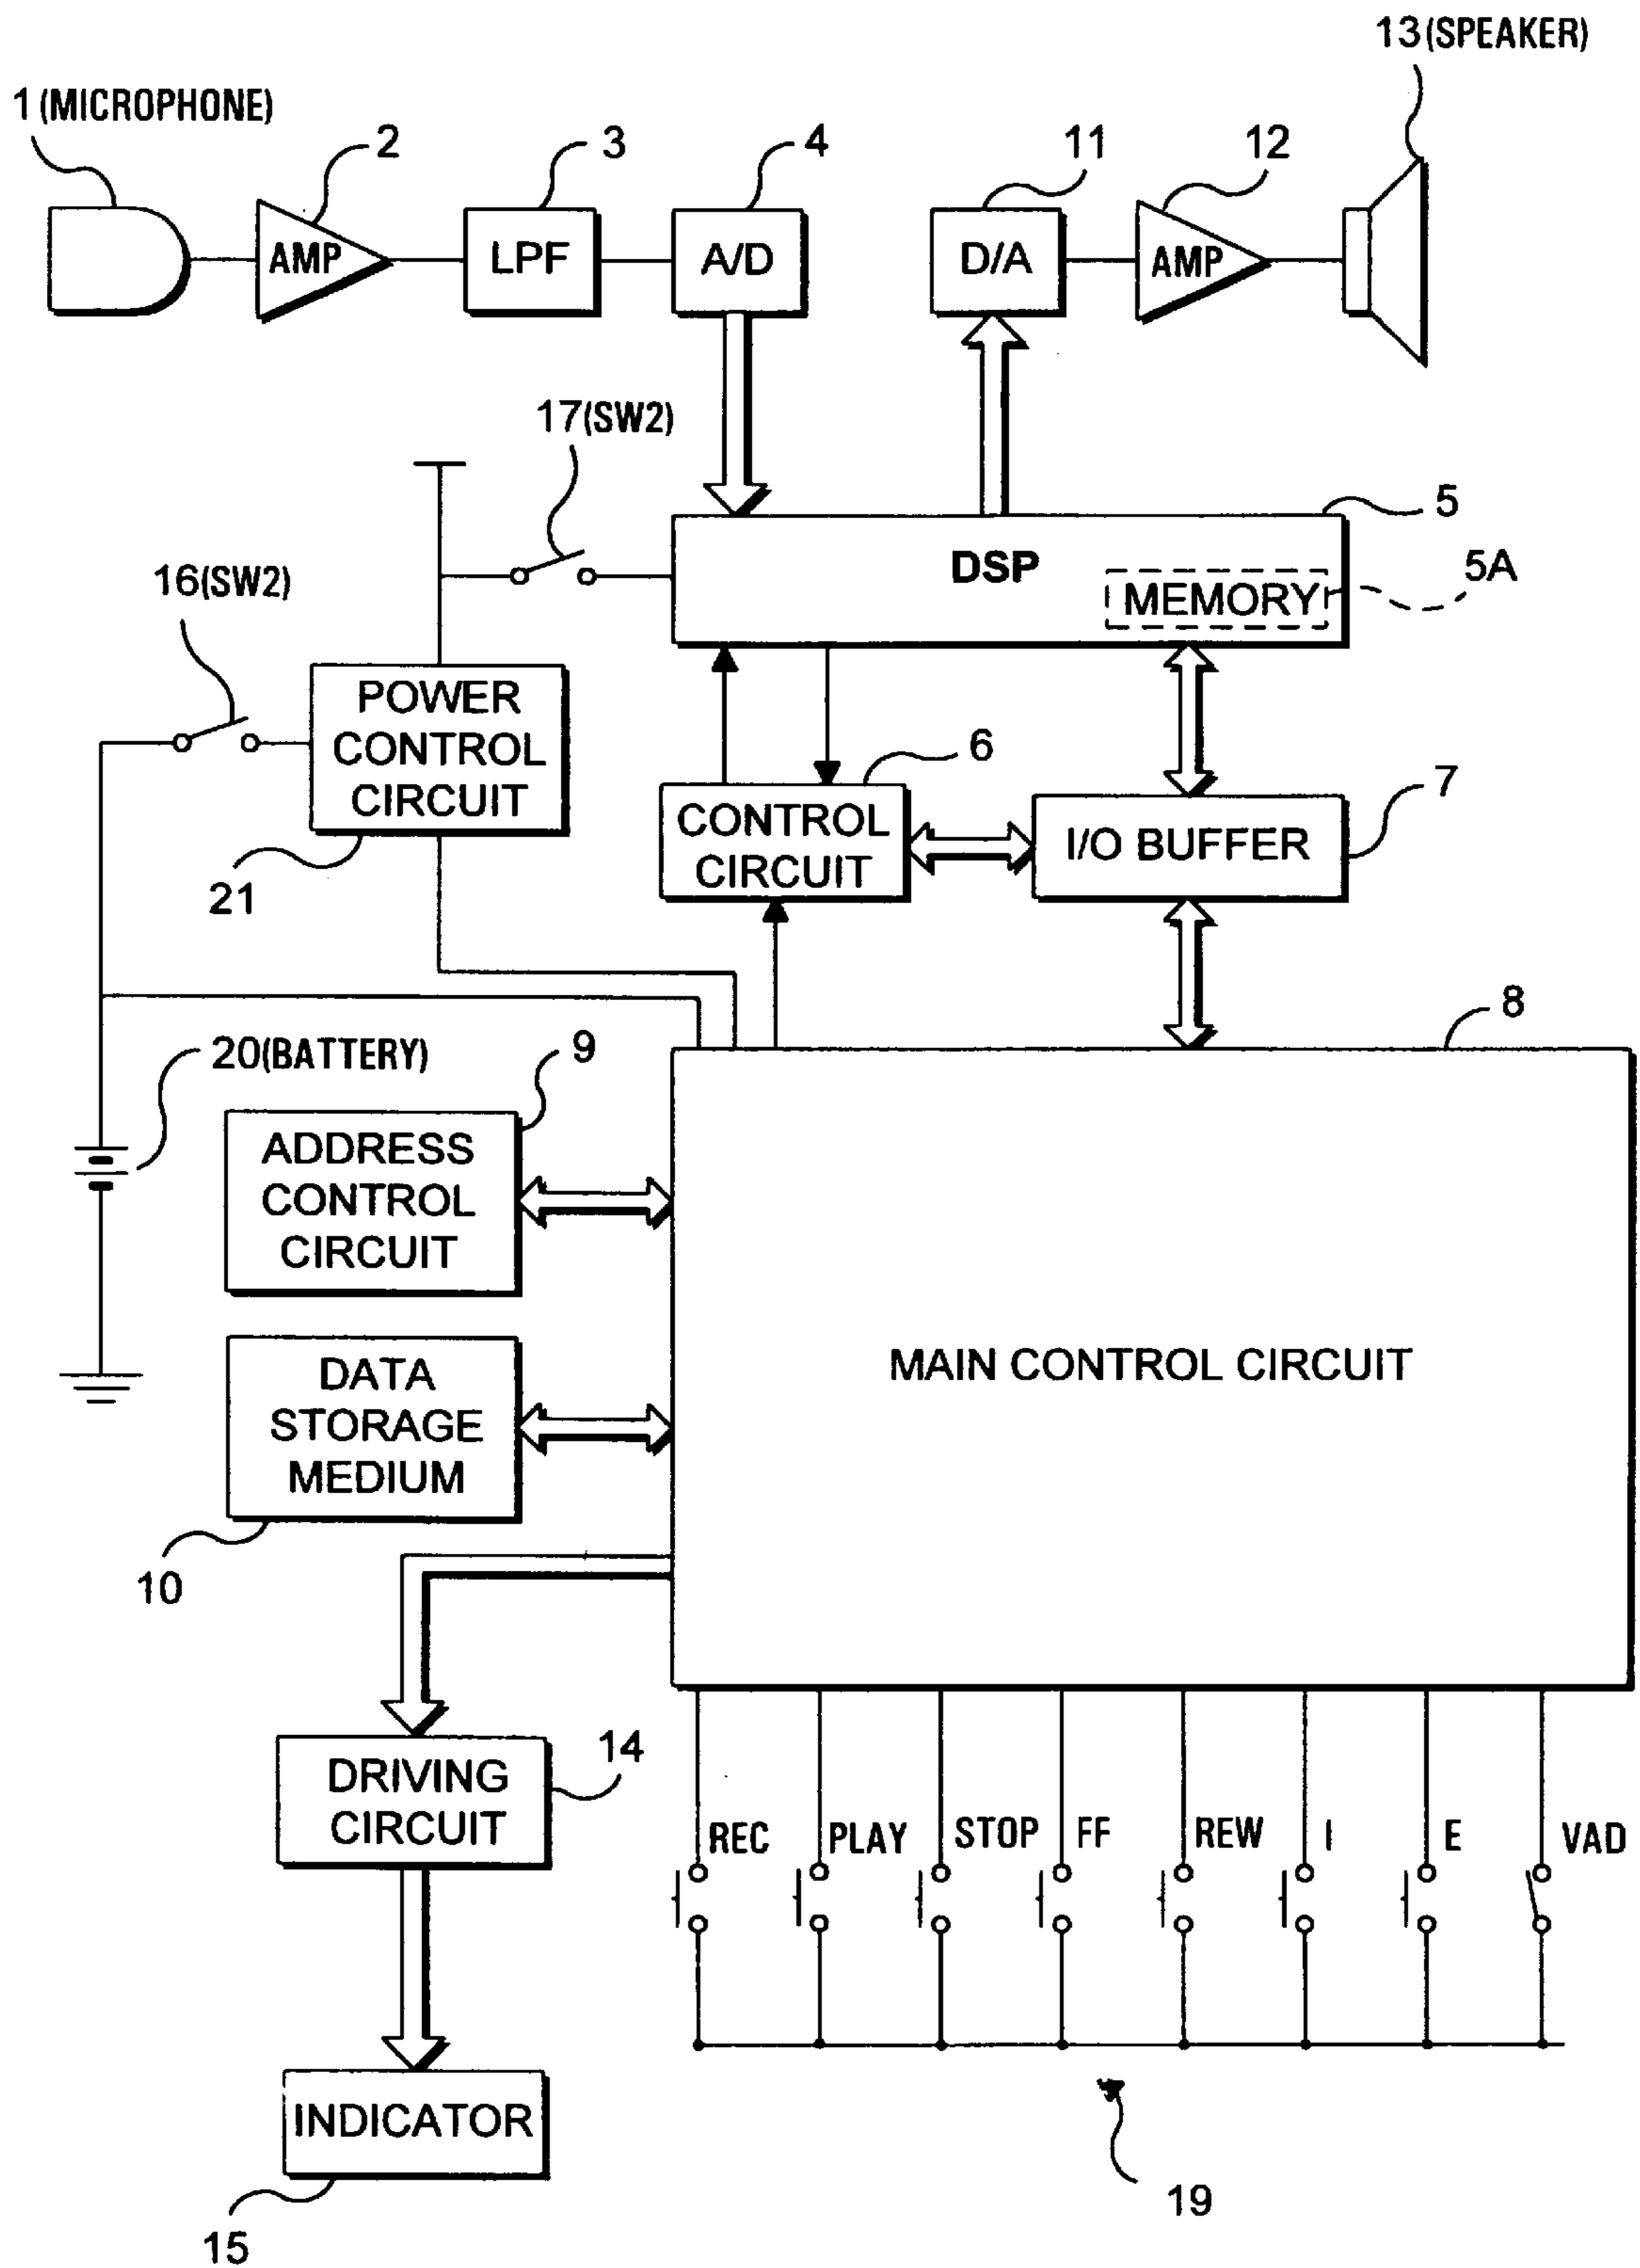 13(SPEAKER)
1(MICROPHONE)
2
3
4
11
12
AMP
LPF
A/D
D/A
AMP
17(SW2)
5
DSP
5A
MEMORY
16(SW2)
POWER
CONTROL
CIRCUIT
21
6
CONTROL
CIRCUIT
7
I/O BUFFER
8
20(BATTERY)
9
ADDRESS
CONTROL
CIRCUIT
DATA
STORAGE
MEDIUM
10
MAIN CONTROL CIRCUIT
14
DRIVING
CIRCUIT
REC PLAY STOP FF REW I E VAD
INDICATOR
15
19